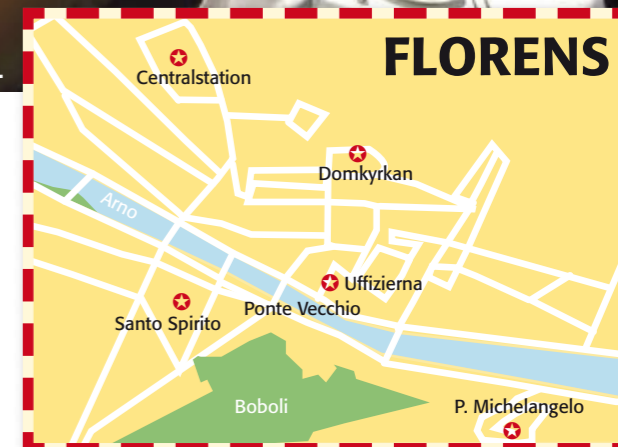 FLORENS
Centralstation
Domkyrkan
Arno
Uffizierna
Ponte Vecchio
Santo Spirito
Boboli
P. Michelangelo